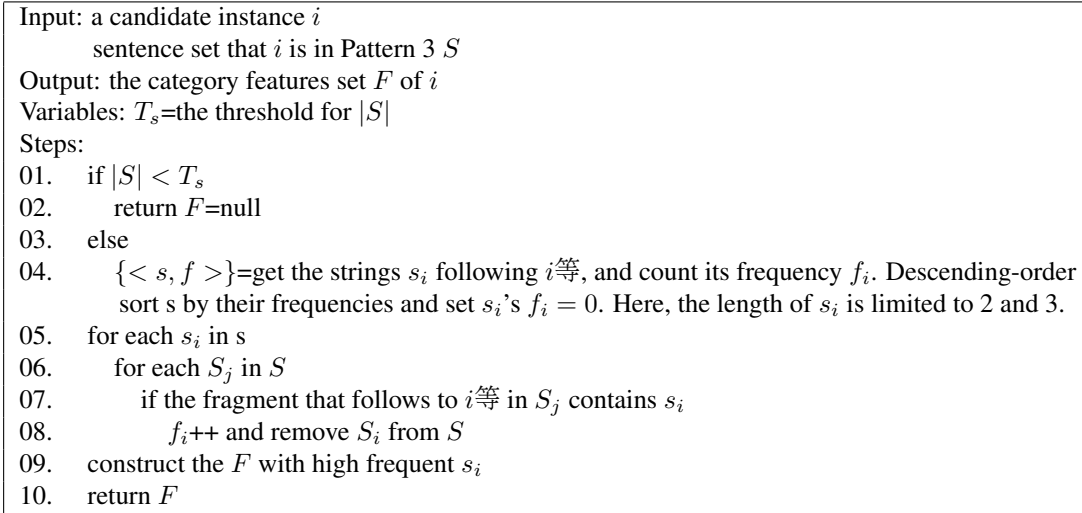 Input: a candidate instance i
sentence set that i is in Pattern 3 S
Output: the category features set F of i
Variables: T_s=the threshold for |S|
Steps:
01. if |S| < T_s
02. return F=null
03. else
04. {< s, f >}=get the strings s_i following i等, and count its frequency f_i. Descending-order
sort s by their frequencies and set s_i's f_i = 0. Here, the length of s_i is limited to 2 and 3.
05. for each s_i in s
06. for each S_j in S
07. if the fragment that follows to i等 in S_j contains s_i
08. f_i++ and remove S_i from S
09. construct the F with high frequent s_i
10. return F